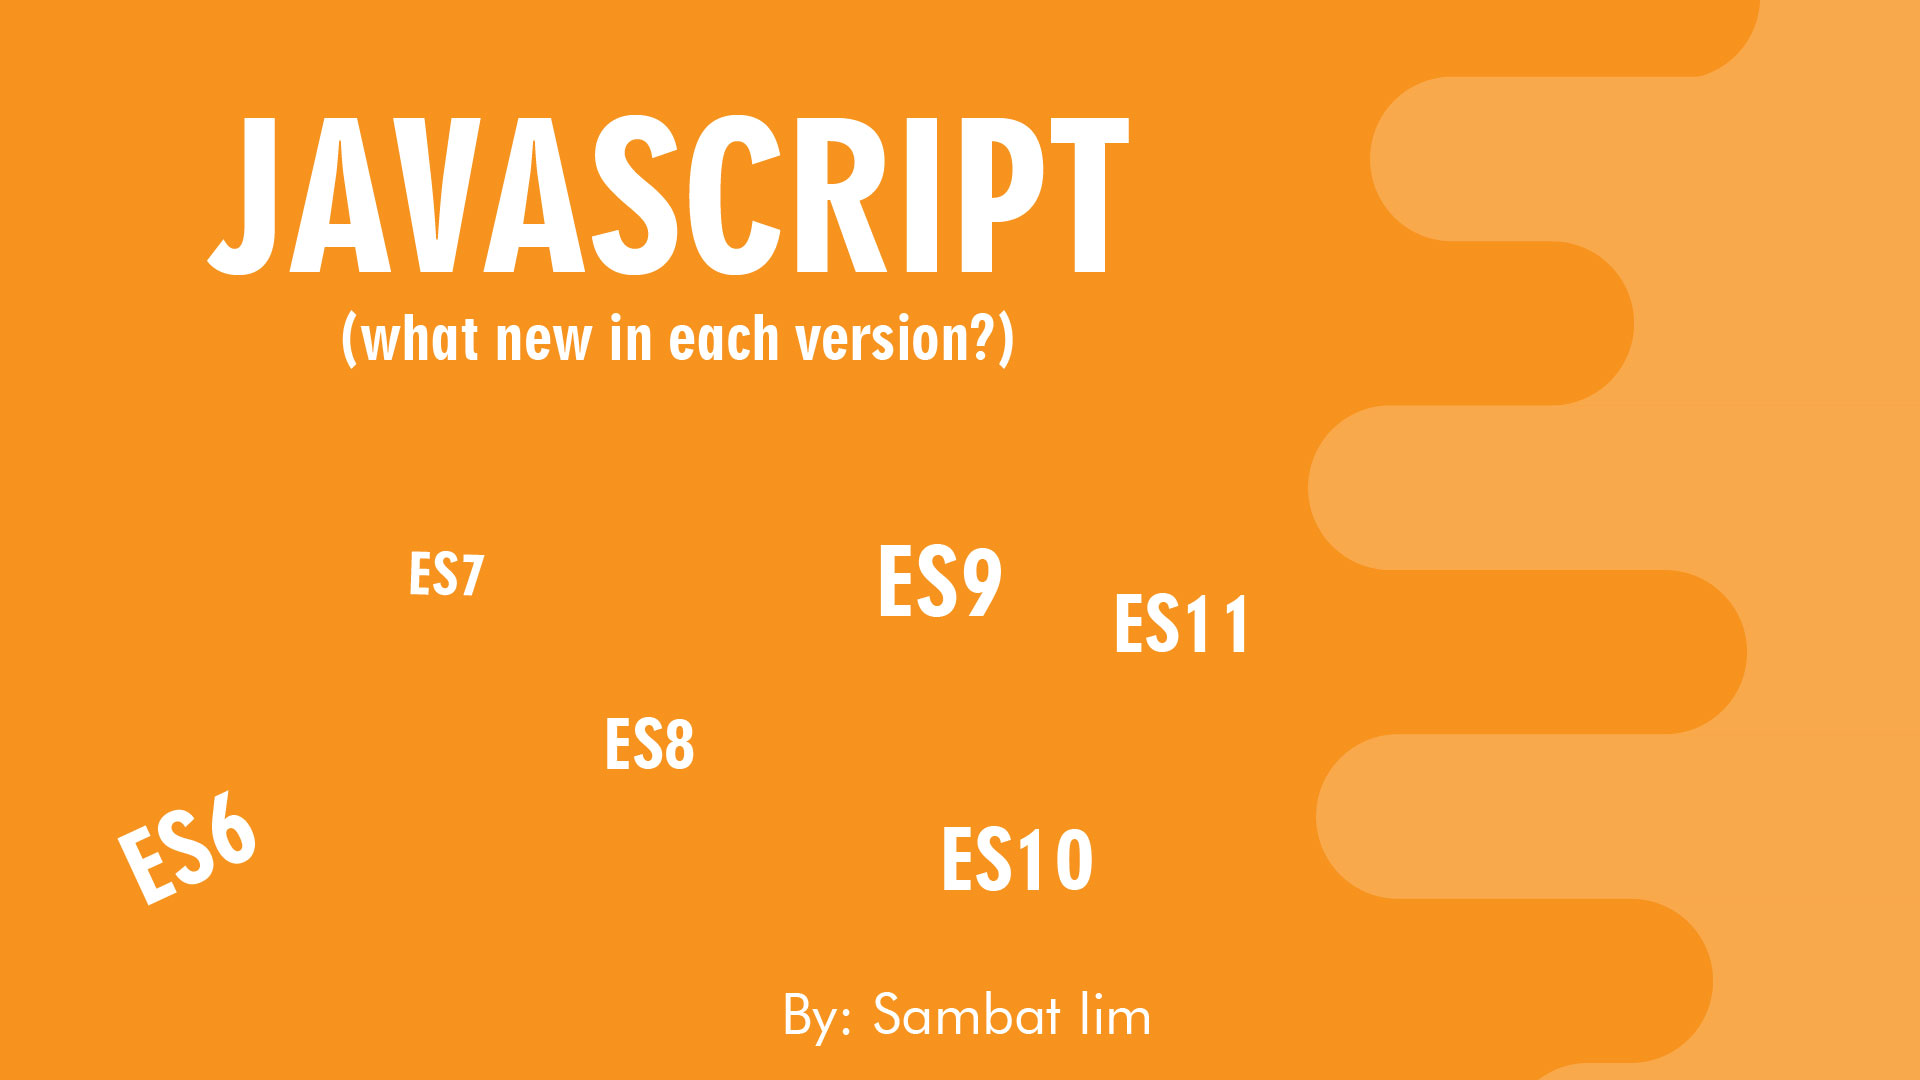 JAVASCRIPT
(what new in each version?)
ES7
ES9
ES11
ES8
ES6
ES10
By: Sambat lim